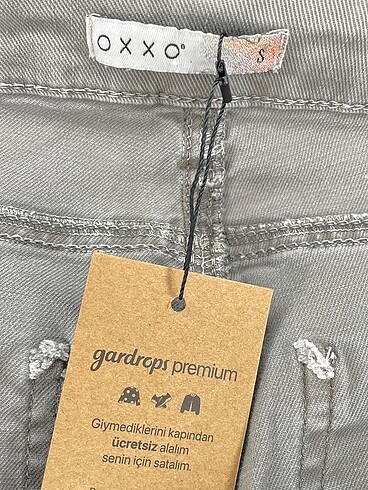 OXXO
S
gardrops premium
Giymediklerini kapından
ücretsiz alalım
senin için satalım.